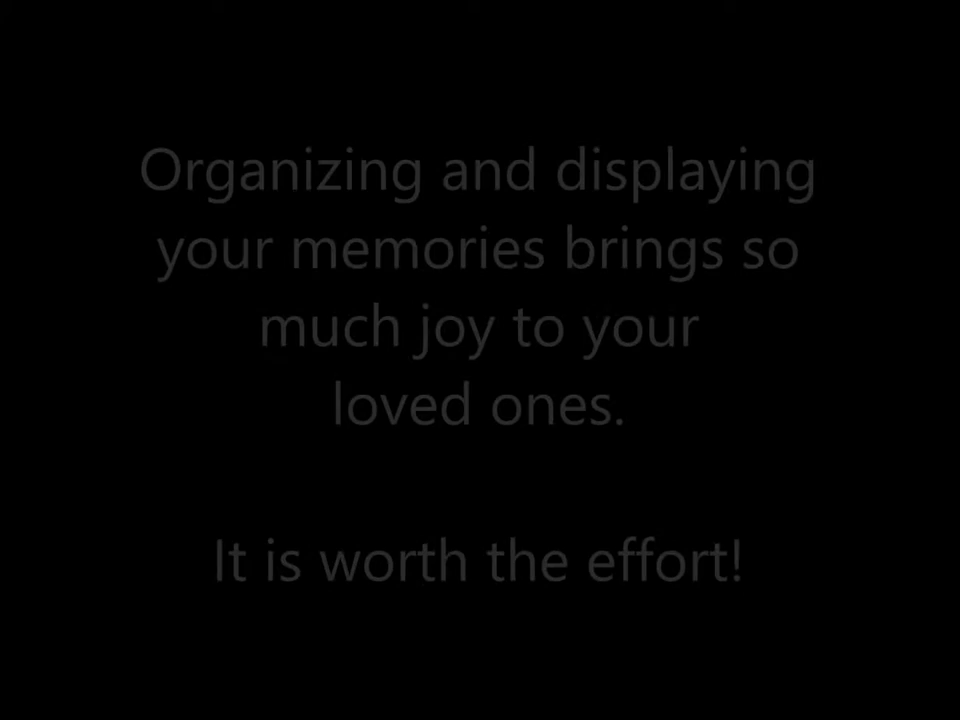 Organizing and displaying
your memories brings so
much joy to your
loved ones.
It is worth the effort!